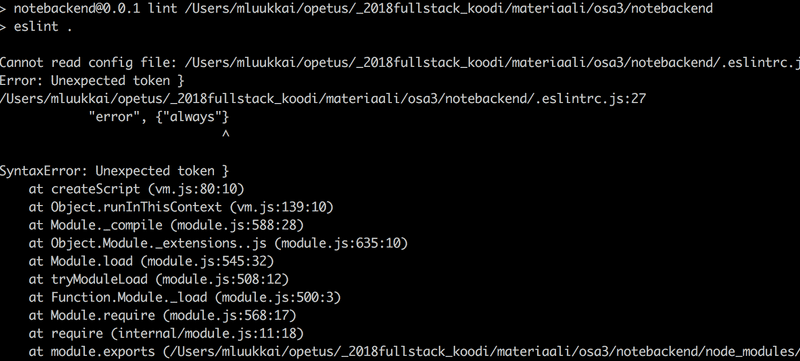 > notebackend@0.0.1 lint /Users/mluukkai/opetus/_2018fullstack_koodi/materiaali/osa3/notebackend
> eslint .
Cannot read config file: /Users/mluukkai/opetus/_2018fullstack_koodi/materiaali/osa3/notebackend/.eslintrc.j
Error: Unexpected token }
/Users/mluukkai/opetus/_2018fullstack_koodi/materiaali/osa3/notebackend/.eslintrc.js:27
"error", {"always"}
^
SyntaxError: Unexpected token }
at createScript (vm.js:80:10)
at Object.runInThisContext (vm.js:139:10)
at Module._compile (module.js:588:28)
at Object.Module._extensions..js (module.js:635:10)
at Module.load (module.js:545:32)
at tryModuleLoad (module.js:508:12)
at Function.Module._load (module.js:500:3)
at Module.require (module.js:568:17)
at require (internal/module.js:11:18)
at module.exports (/Users/mluukkai/opetus/_2018fullstack_koodi/materiaali/osa3/notebackend/node_modules/